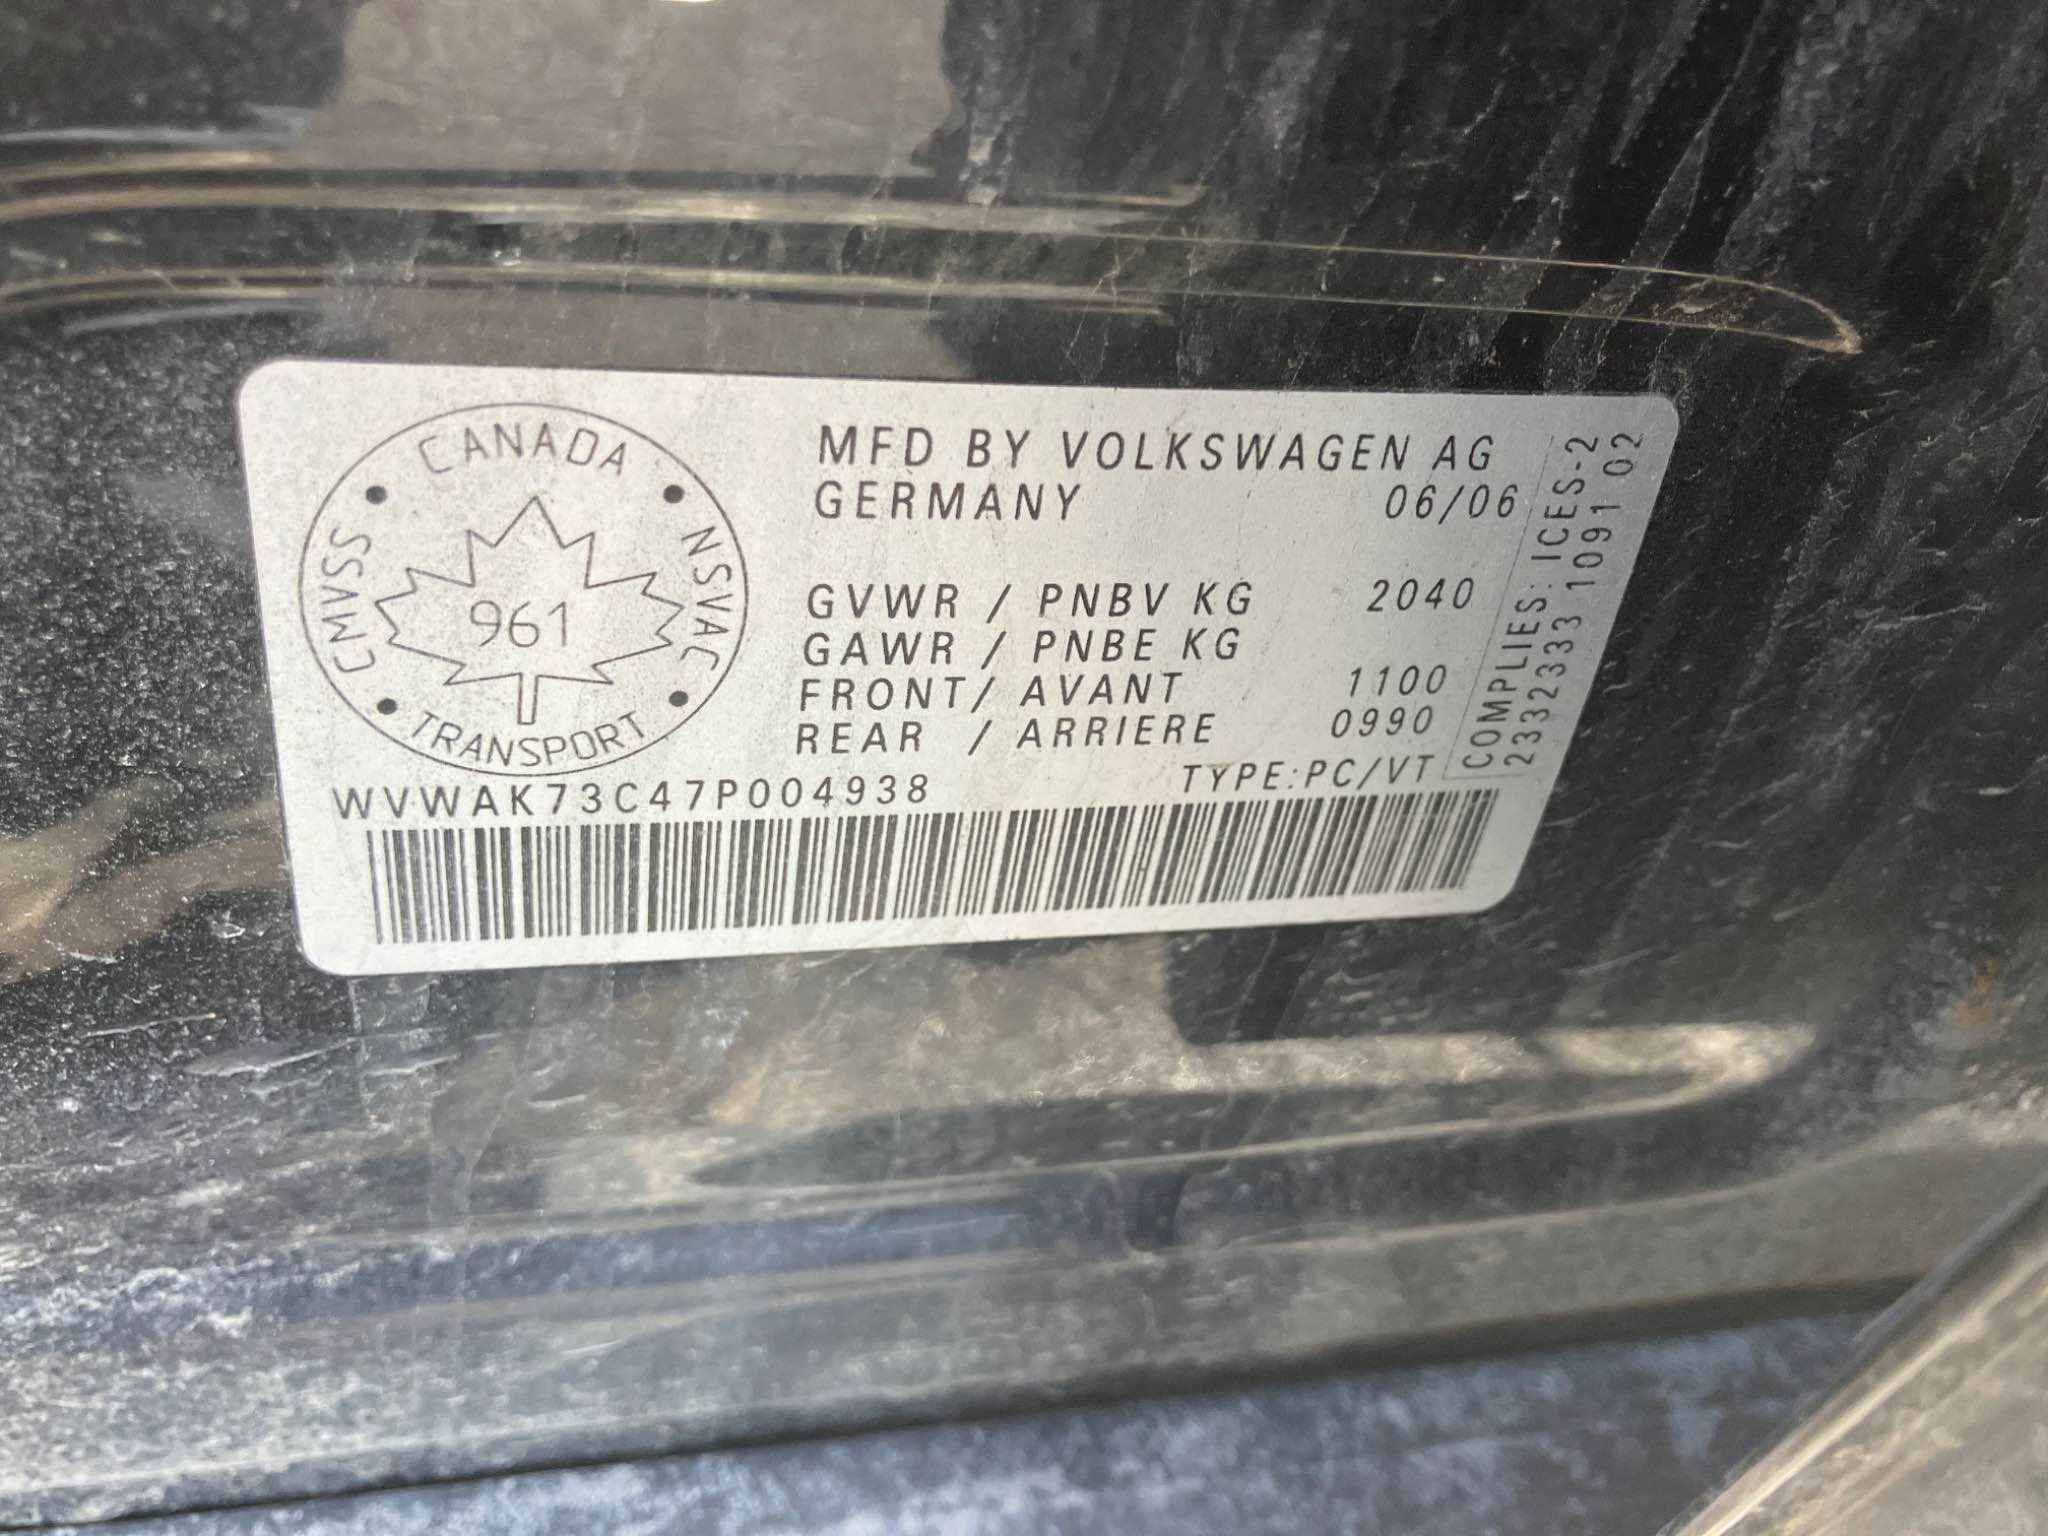 CANADA
CMVSS
NSVAC
961
TRANSPORT
MFD BY VOLKSWAGEN AG
GERMANY 06/06
GVWR / PNBV KG 2040
GAWR / PNBE KG
FRONT/ AVANT 1100
REAR / ARRIERE 0990
WVWAK73C47P004938 TYPE:PC/VT
COMPLIES: ICES-2
2332333 1091 02